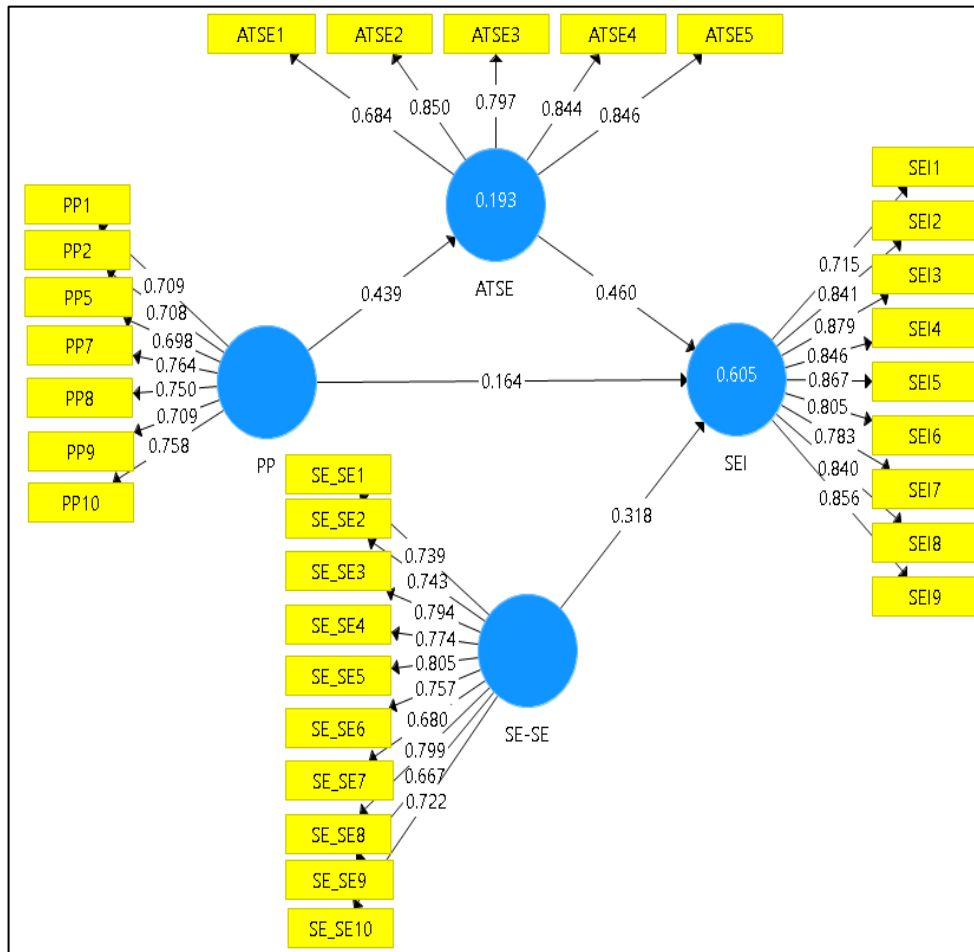 ATSE1
ATSE2
ATSE3
ATSE4
ATSE5
0.684
0.850
0.797
0.844
0.846
0.193
ATSE
PP1
PP2
PP5
PP7
PP8
PP9
PP10
0.709
0.708
0.698
0.764
0.750
0.709
0.758
PP
0.439
0.460
0.164
0.318
0.605
SEI
0.715
0.841
0.879
0.846
0.867
0.805
0.783
0.840
0.856
SEI1
SEI2
SEI3
SEI4
SEI5
SEI6
SEI7
SEI8
SEI9
SE_SE1
SE_SE2
SE_SE3
SE_SE4
SE_SE5
SE_SE6
SE_SE7
SE_SE8
SE_SE9
SE_SE10
0.739
0.743
0.794
0.774
0.805
0.757
0.680
0.799
0.667
0.722
SE-SE